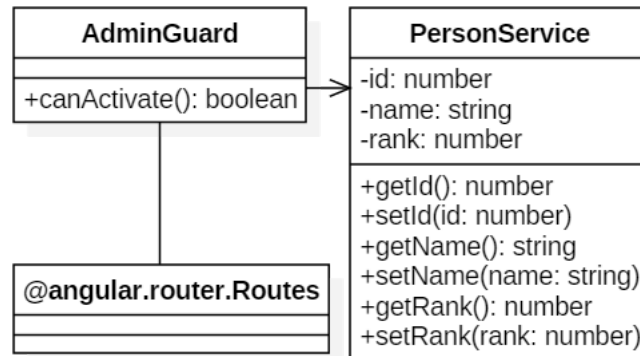 AdminGuard
+canActivate(): boolean
PersonService
-id: number
-name: string
-rank: number
+getId(): number
+setId(id: number)
+getName(): string
+setName(name: string)
+getRank(): number
+setRank(rank: number)
@angular.router.Routes